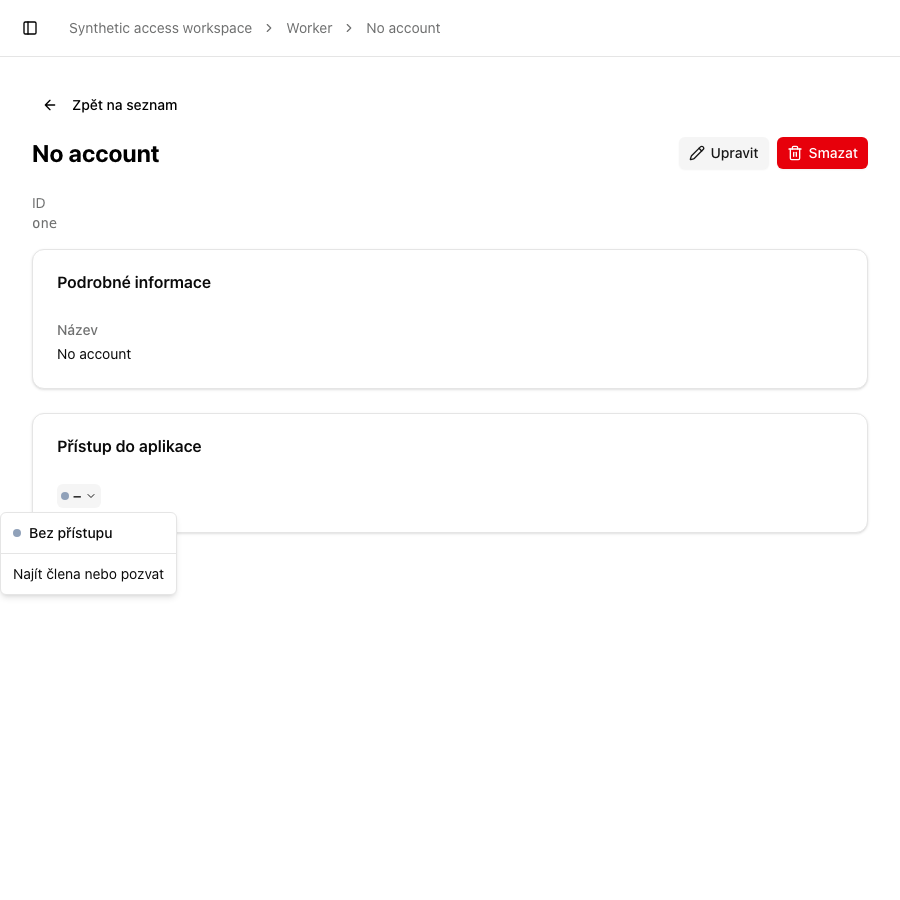 Synthetic access workspace > Worker > No account
Zpět na seznam
No account
Upravit
Smazat
ID
one
Podrobné informace
Název
No account
Přístup do aplikace
–
Bez přístupu
Najít člena nebo pozvat